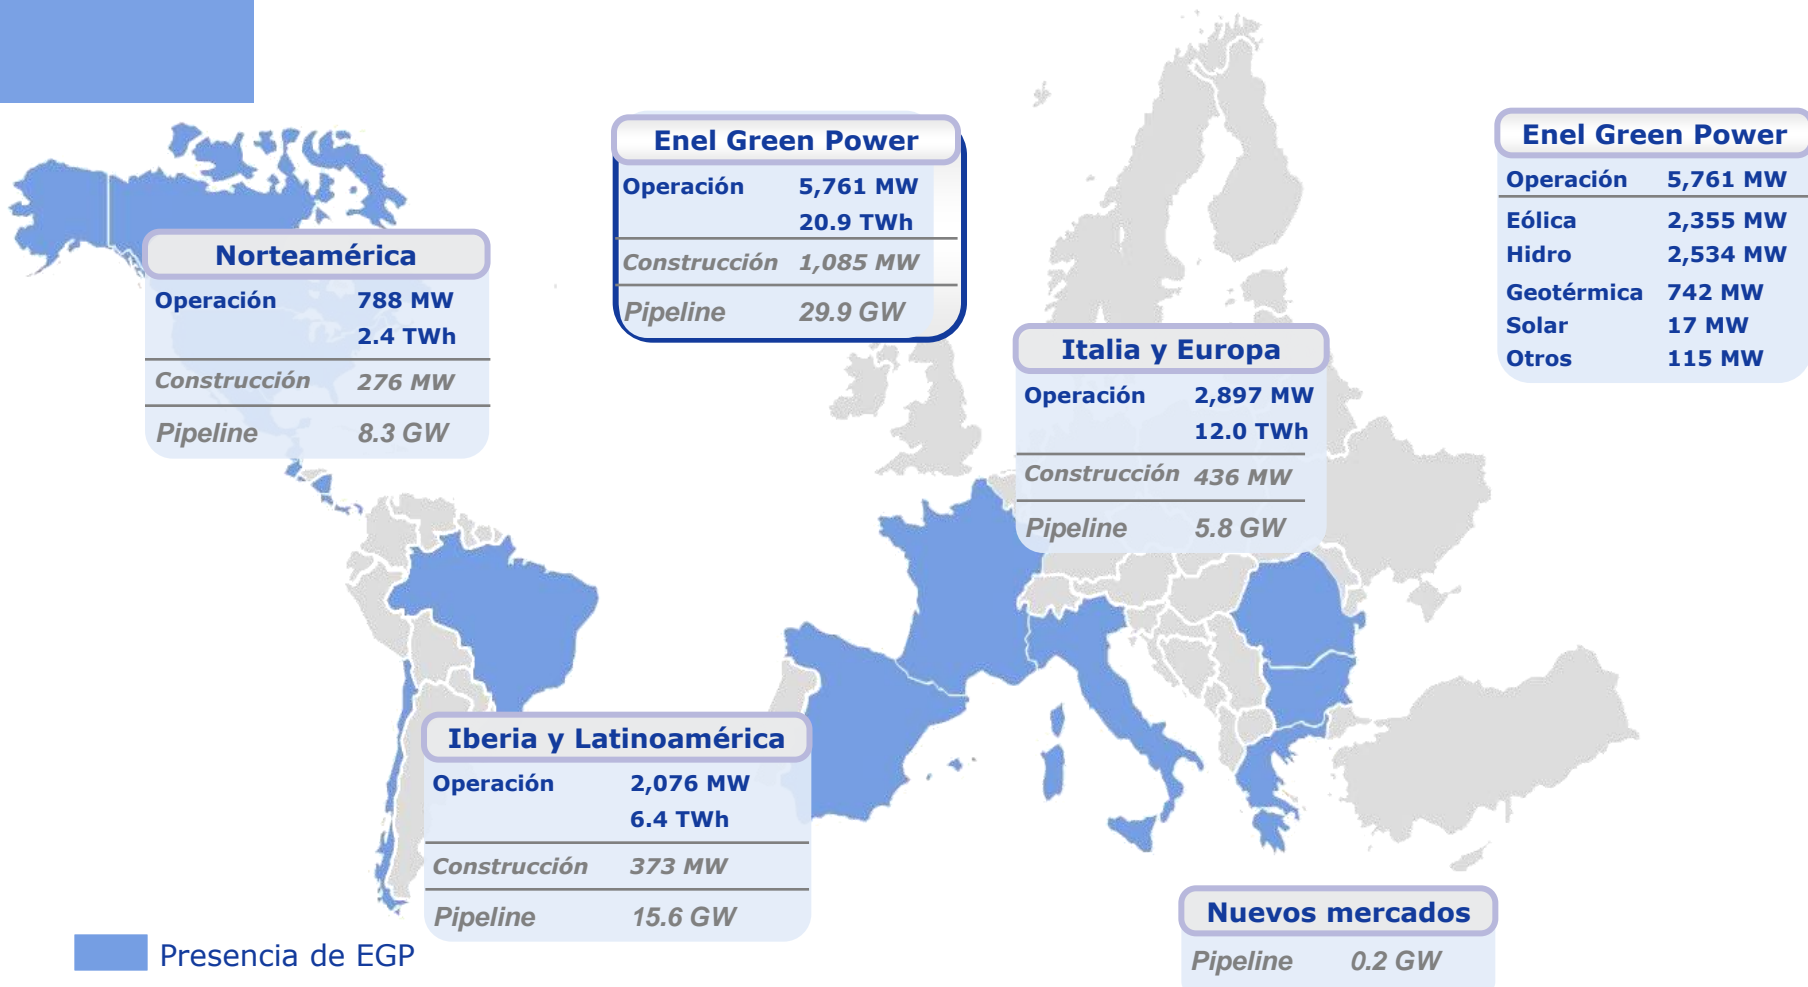 Enel Green Power
Operación 5,761 MW
20.9 TWh
Construcción 1,085 MW
Pipeline 29.9 GW
Enel Green Power
Operación 5,761 MW
Eólica 2,355 MW
Hidro 2,534 MW
Geotérmica 742 MW
Solar 17 MW
Otros 115 MW
Norteamérica
Operación 788 MW
2.4 TWh
Construcción 276 MW
Pipeline 8.3 GW
Italia y Europa
Operación 2,897 MW
12.0 TWh
Construcción 436 MW
Pipeline 5.8 GW
Iberia y Latinoamérica
Operación 2,076 MW
6.4 TWh
Construcción 373 MW
Pipeline 15.6 GW
Nuevos mercados
Pipeline 0.2 GW
Presencia de EGP